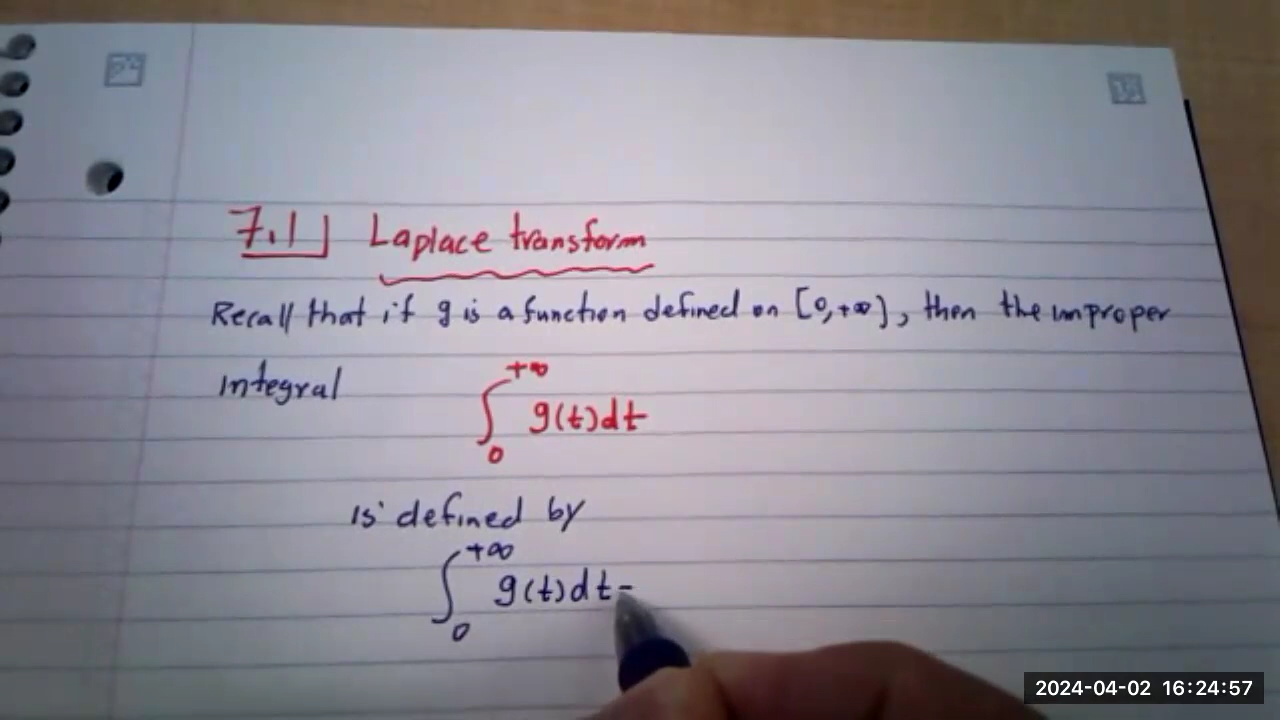 7.1 Laplace transform
Recall that if g is a function defined on [0,+∞), then the improper
integral
∫₀^{+∞} g(t)dt
is defined by
∫₀^{+∞} g(t)dt =
2024-04-02 16:24:57